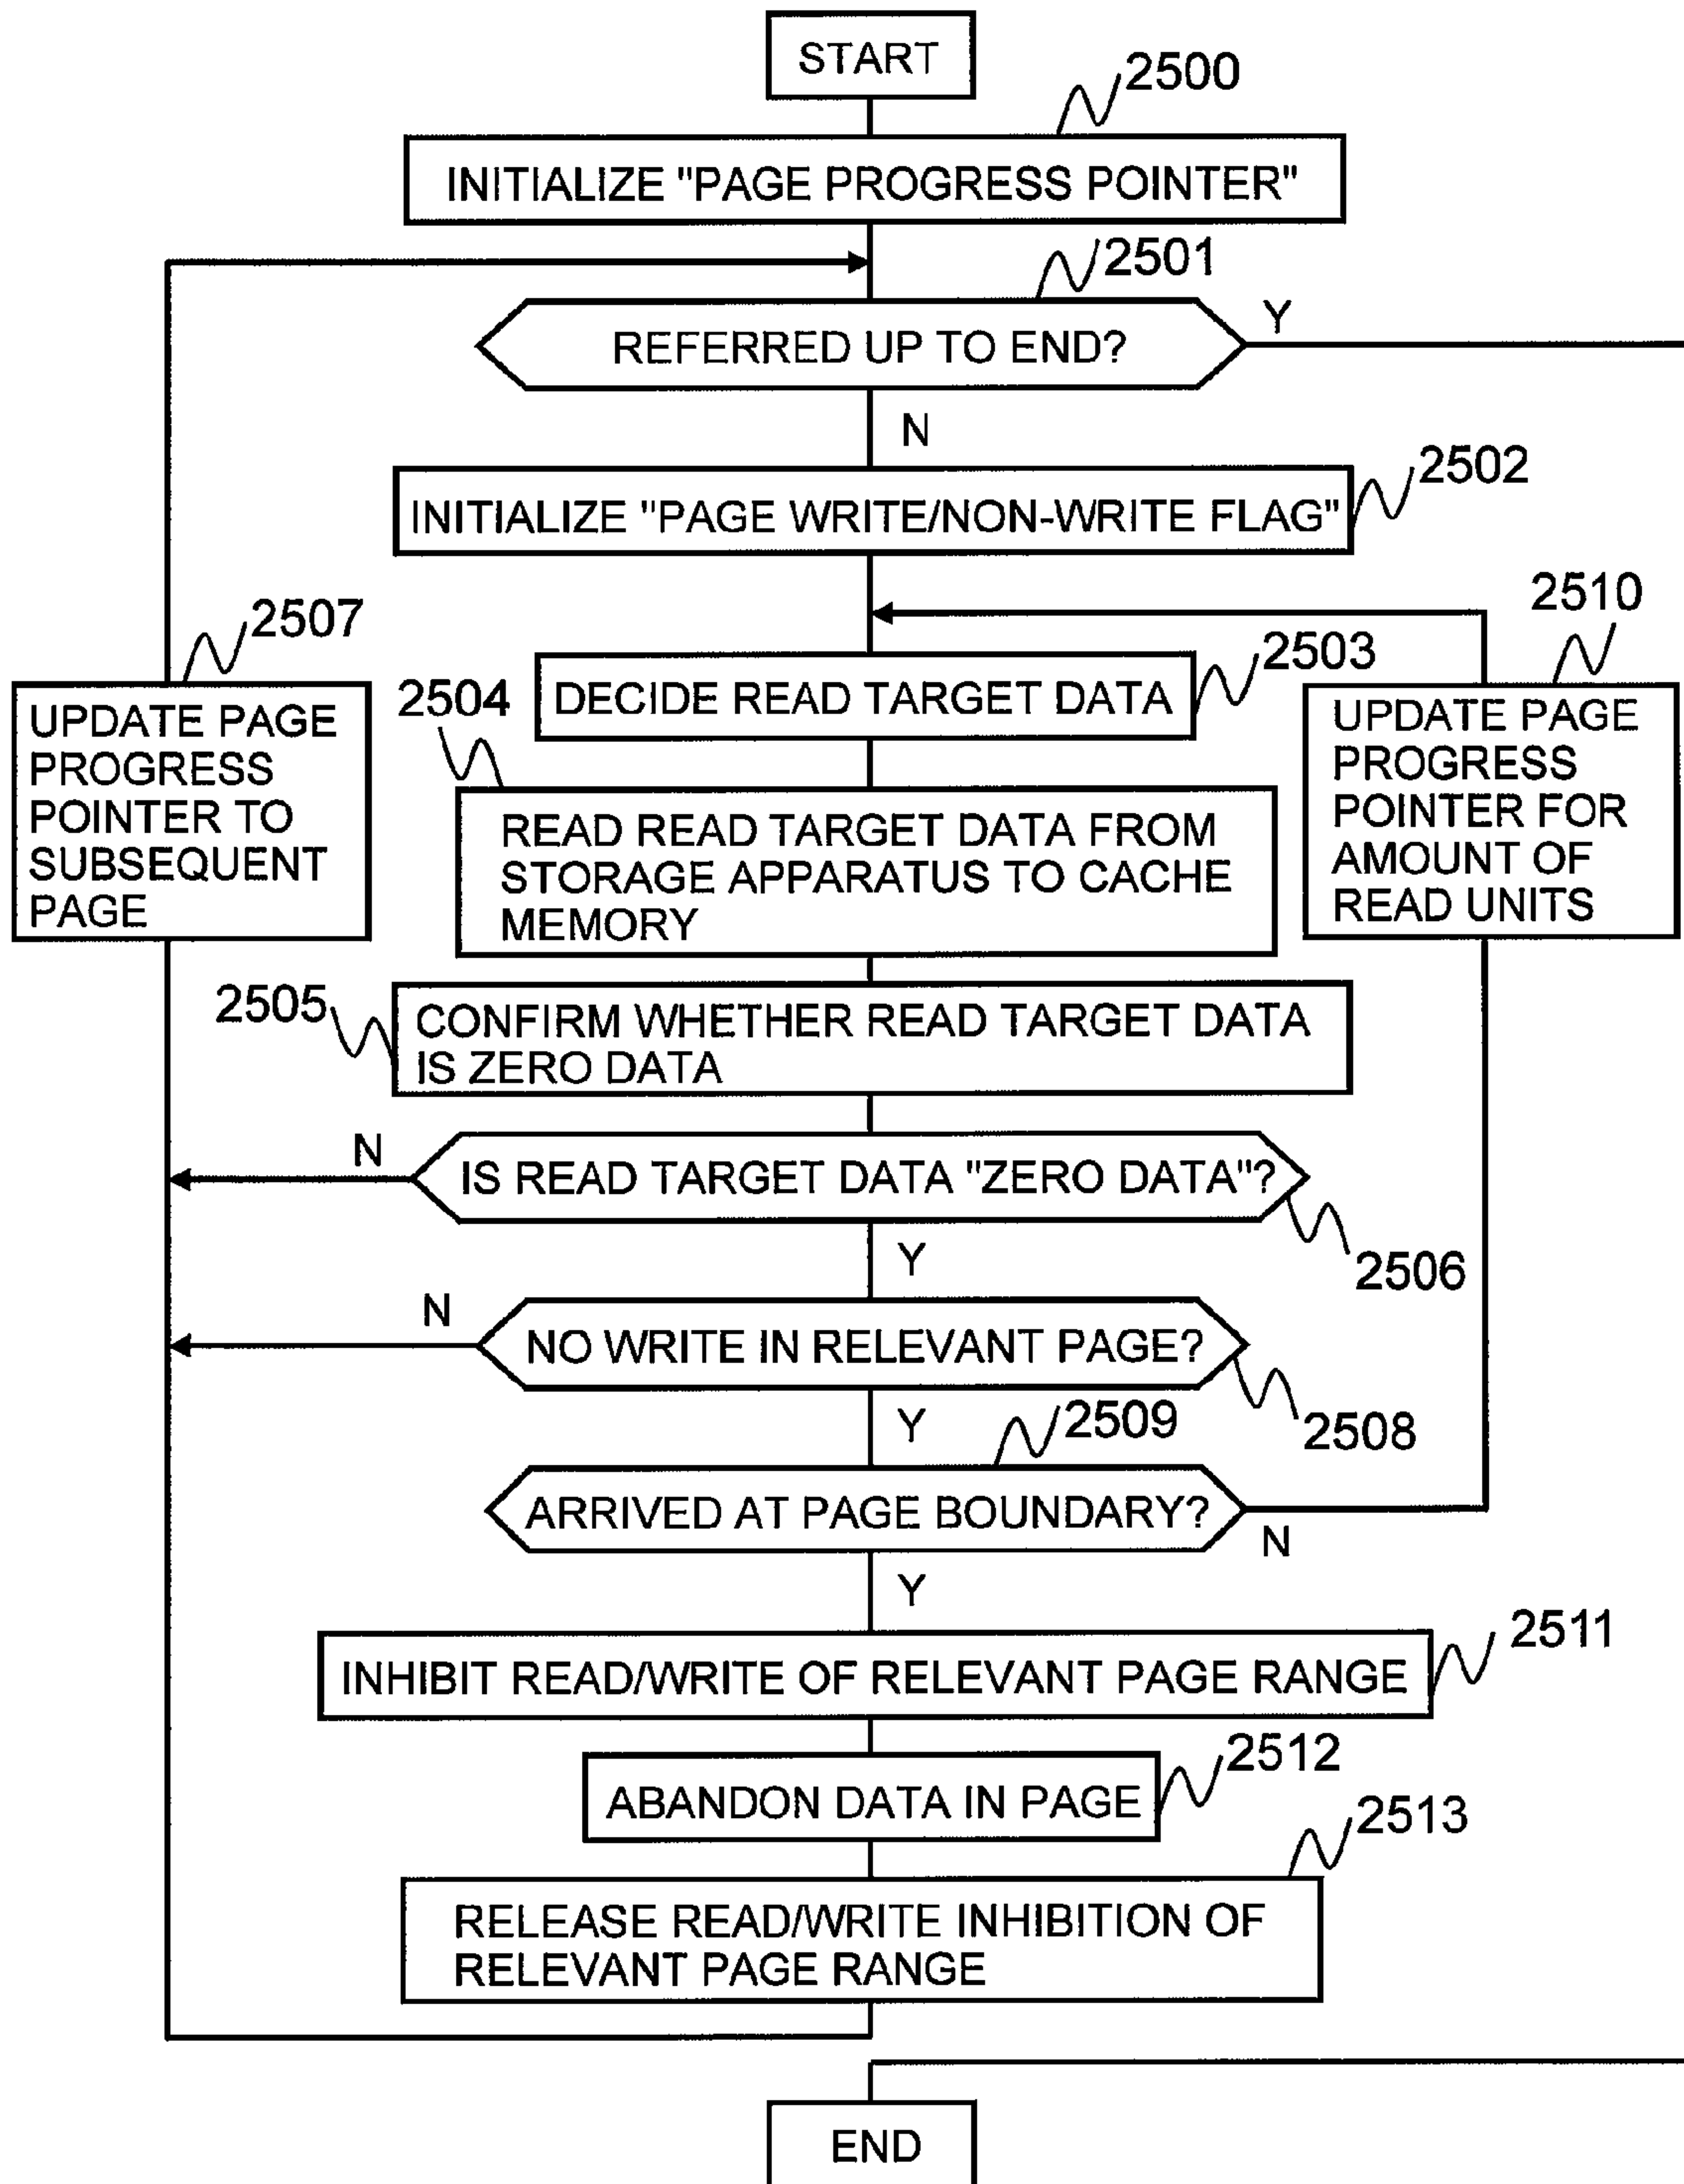 START
2500
INITIALIZE "PAGE PROGRESS POINTER"
2501
REFERRED UP TO END?
Y
N
2502
INITIALIZE "PAGE WRITE/NON-WRITE FLAG"
2507
UPDATE PAGE
PROGRESS
POINTER TO
SUBSEQUENT
PAGE
2503
DECIDE READ TARGET DATA
2510
UPDATE PAGE
PROGRESS
POINTER FOR
AMOUNT OF
READ UNITS
2504
READ READ TARGET DATA FROM
STORAGE APPARATUS TO CACHE
MEMORY
2505
CONFIRM WHETHER READ TARGET DATA
IS ZERO DATA
N
IS READ TARGET DATA "ZERO DATA"?
2506
Y
N
NO WRITE IN RELEVANT PAGE?
2508
Y
2509
ARRIVED AT PAGE BOUNDARY?
N
Y
2511
INHIBIT READ/WRITE OF RELEVANT PAGE RANGE
2512
ABANDON DATA IN PAGE
2513
RELEASE READ/WRITE INHIBITION OF
RELEVANT PAGE RANGE
END